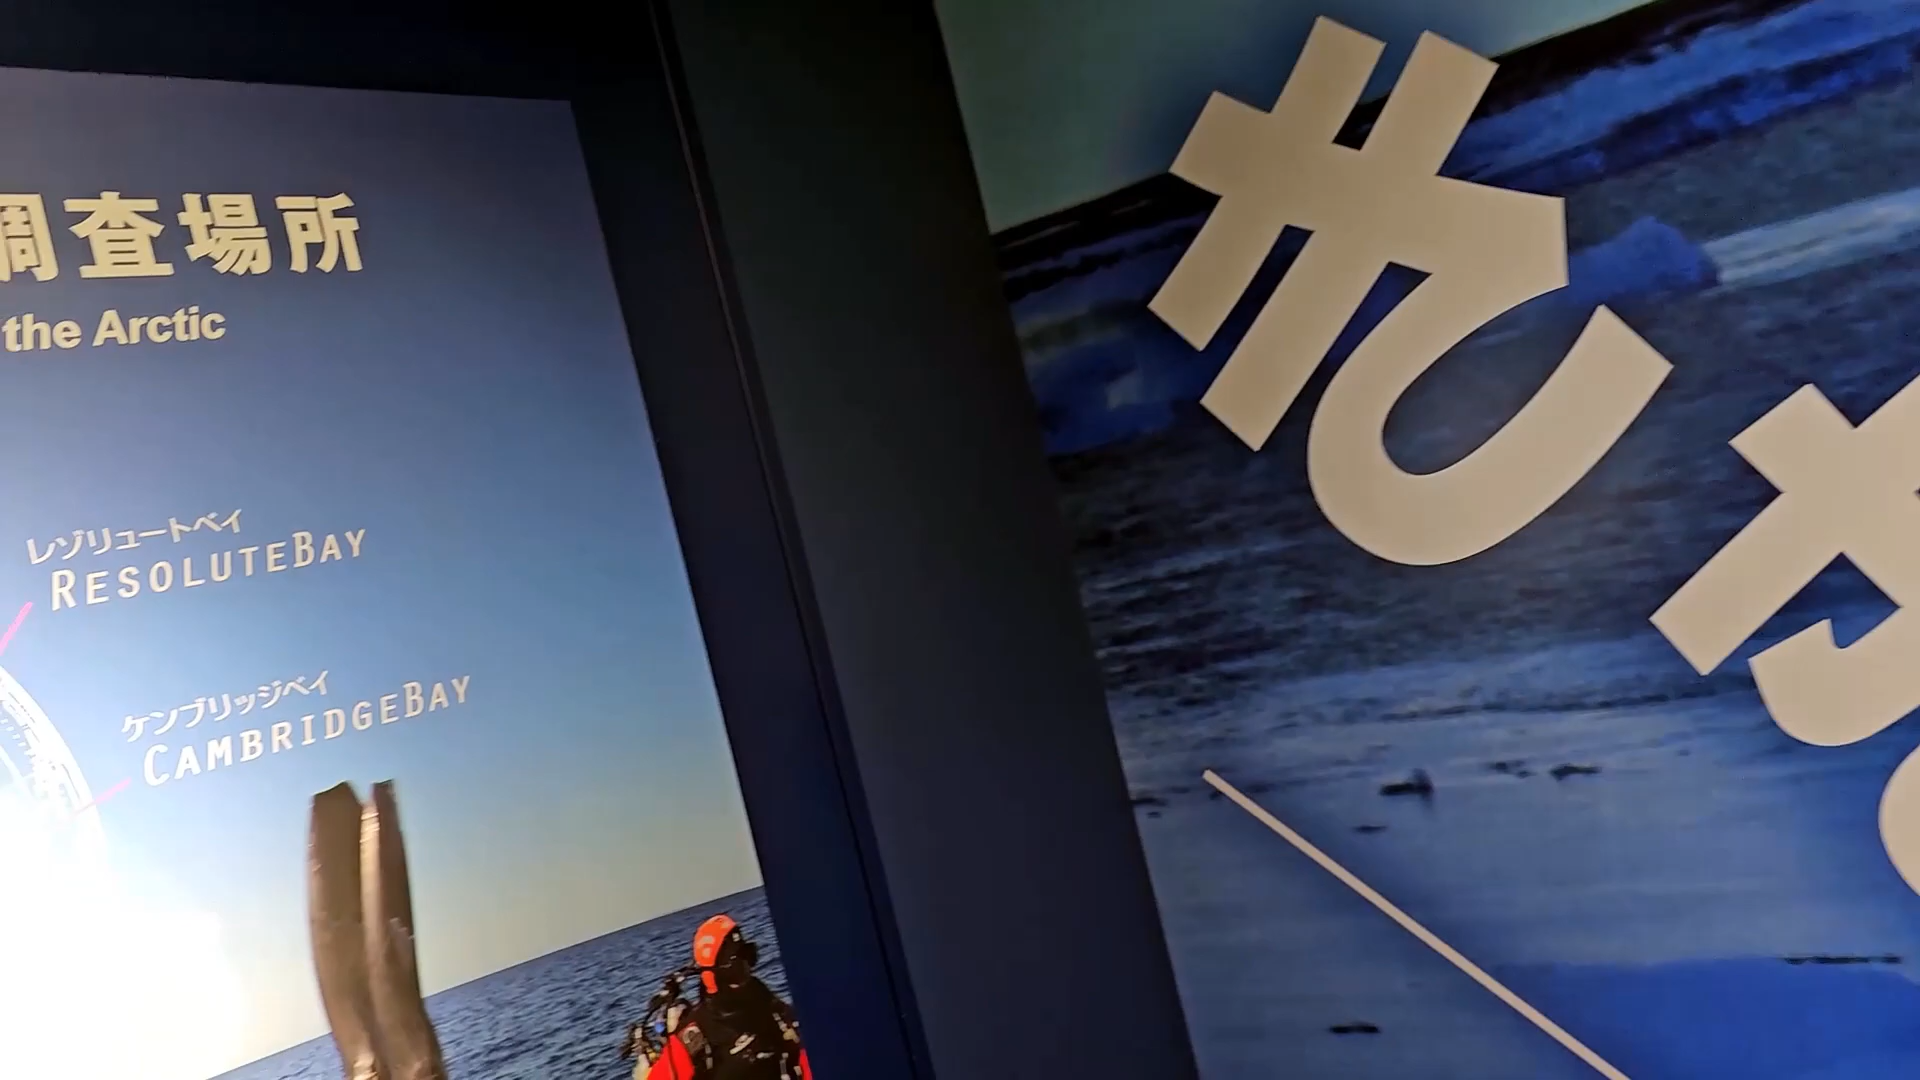 調査場所
the Arctic
レゾリュートベイ
RESOLUTEBAY
ケンブリッジベイ
CAMBRIDGEBAY
き